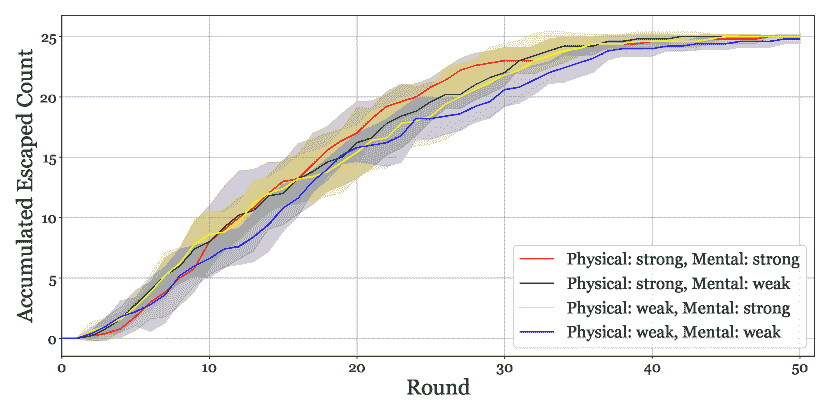 25
20
15
10
5
0
Accumulated Escaped Count
Physical: strong, Mental: strong
Physical: strong, Mental: weak
Physical: weak, Mental: strong
Physical: weak, Mental: weak
0 10 20 30 40 50
Round